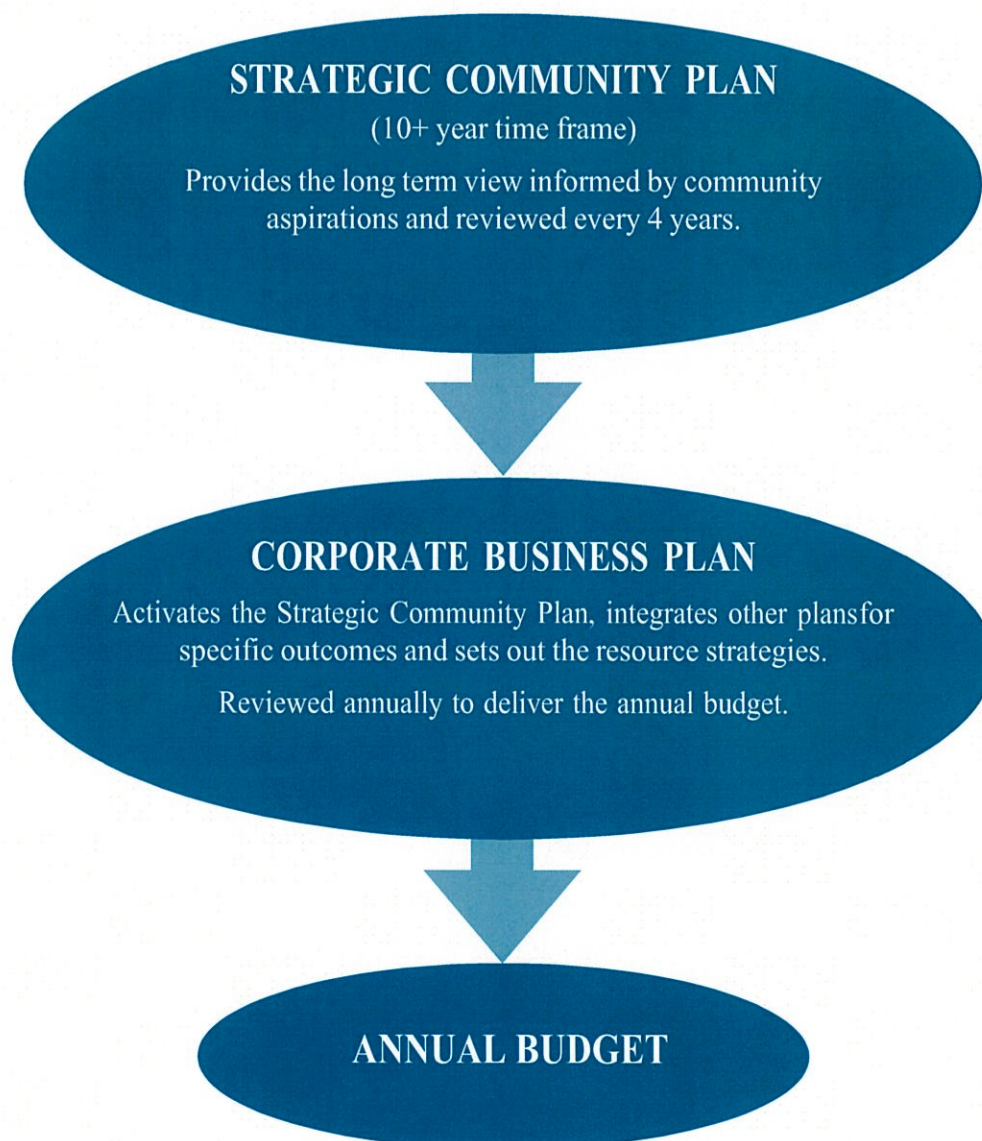 STRATEGIC COMMUNITY PLAN
(10+ year time frame)
Provides the long term view informed by community
aspirations and reviewed every 4 years.
CORPORATE BUSINESS PLAN
Activates the Strategic Community Plan, integrates other plansfor
specific outcomes and sets out the resource strategies.
Reviewed annually to deliver the annual budget.
ANNUAL BUDGET